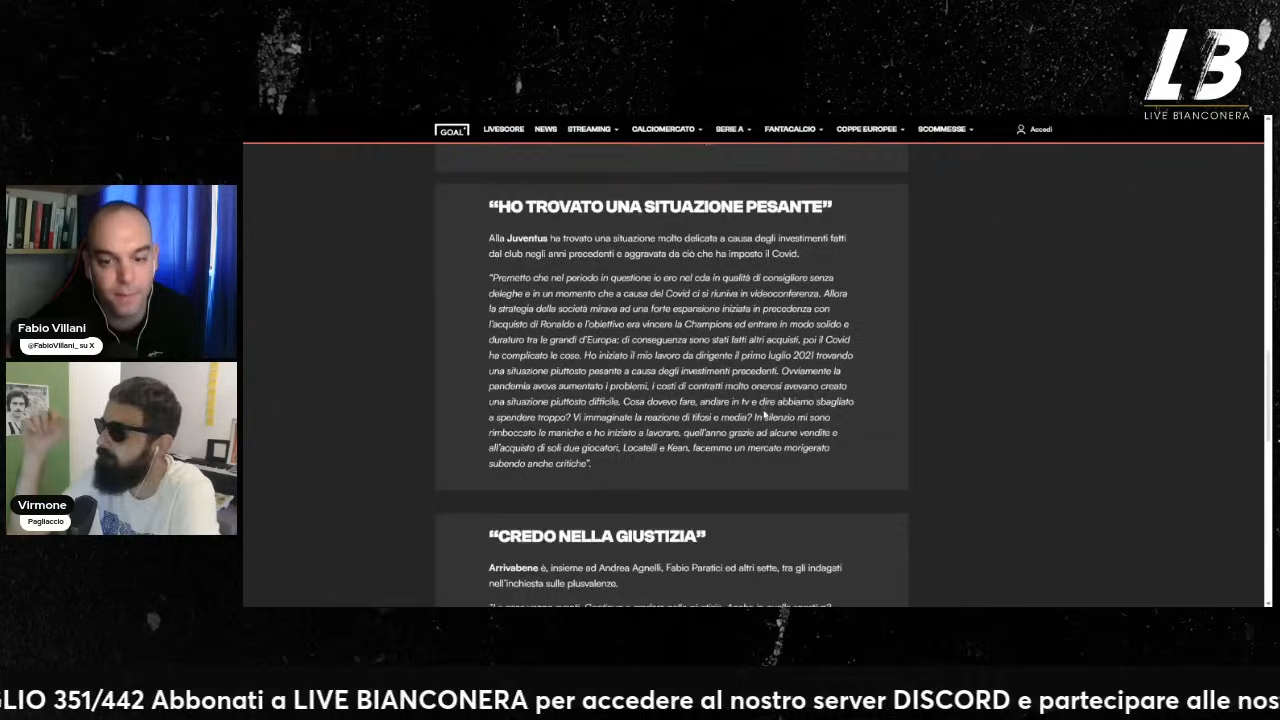 LB
LIVE BIANCONERA
GOAL
LIVESCORE NEWS STREAMING CALCIOMERCATO SERIE A FANTACALCIO COPPE EUROPEE SCOMMESSE Accedi
“HO TROVATO UNA SITUAZIONE PESANTE”
Alla Juventus ha trovato una situazione molto delicata a causa degli investimenti fatti
dal club negli anni precedenti e aggravata da ciò che ha imposto il Covid.
“Premetto che nel periodo in questione io ero nel cda in qualità di consigliere senza
deleghe e in un momento che a causa del Covid ci si riuniva in videoconferenza. Allora
la strategia della società mirava ad una forte espansione iniziata in precedenza con
l’acquisto di Ronaldo e l’obiettivo era vincere la Champions ed entrare in modo solido e
duraturo tra le grandi d’Europa: di conseguenza sono stati fatti altri acquisti, poi il Covid
ha complicato le cose. Ho iniziato il mio lavoro da dirigente il primo luglio 2021 trovando
una situazione piuttosto pesante a causa degli investimenti precedenti. Ovviamente la
pandemia aveva aumentato i problemi, i costi di contratti molto onerosi avevano creato
una situazione piuttosto difficile. Cosa dovevo fare, andare in tv e dire abbiamo sbagliato
a spendere troppo? Vi immaginate la reazione di tifosi e media? In silenzio mi sono
rimboccato le maniche e ho iniziato a lavorare, quell’anno grazie ad alcune vendite e
all’acquisto di soli due giocatori, Locatelli e Kean, facemmo un mercato morigerato
subendo anche critiche”.
“CREDO NELLA GIUSTIZIA”
Arrivabene è, insieme ad Andrea Agnelli, Fabio Paratici ed altri sette, tra gli indagati
nell’inchiesta sulle plusvalenze.
Fabio Villani
@FabioVillani_ su X
Virmone
Pagliaccio
GLIO 351/442 Abbonati a LIVE BIANCONERA per accedere al nostro server DISCORD e partecipare alle nos